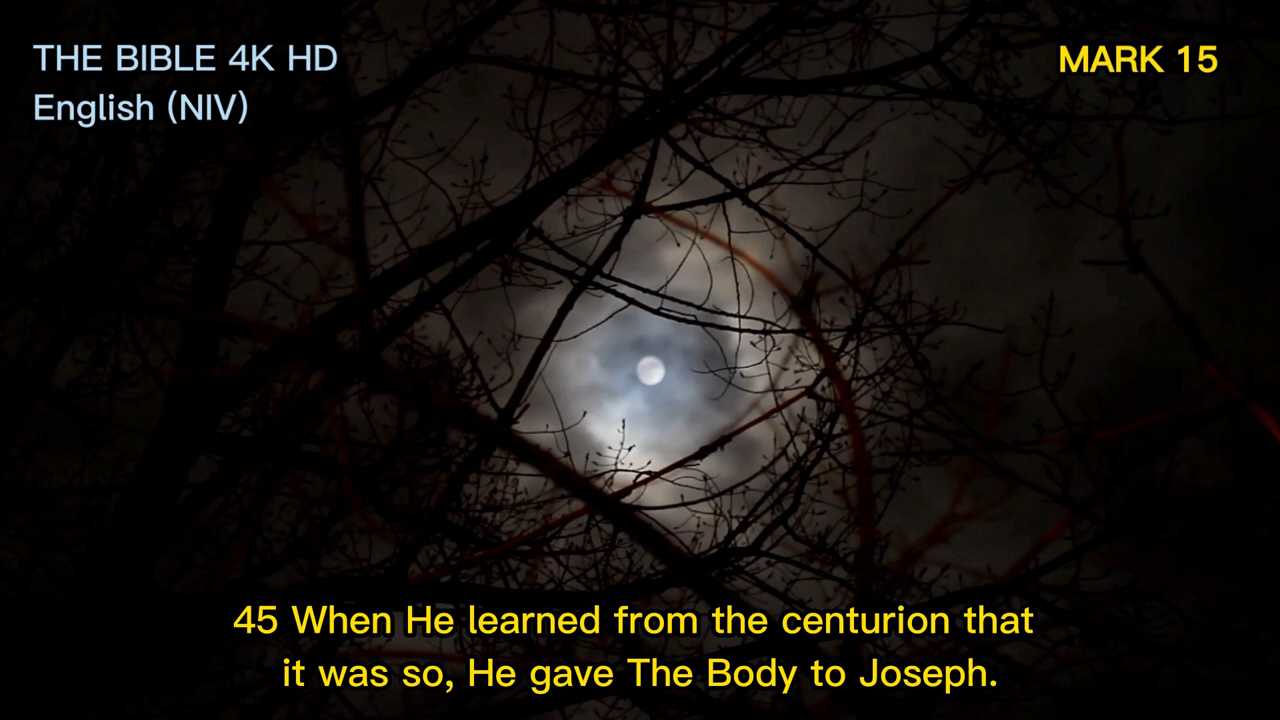 THE BIBLE 4K HD
English (NIV)
MARK 15
45 When He learned from the centurion that
it was so, He gave The Body to Joseph.